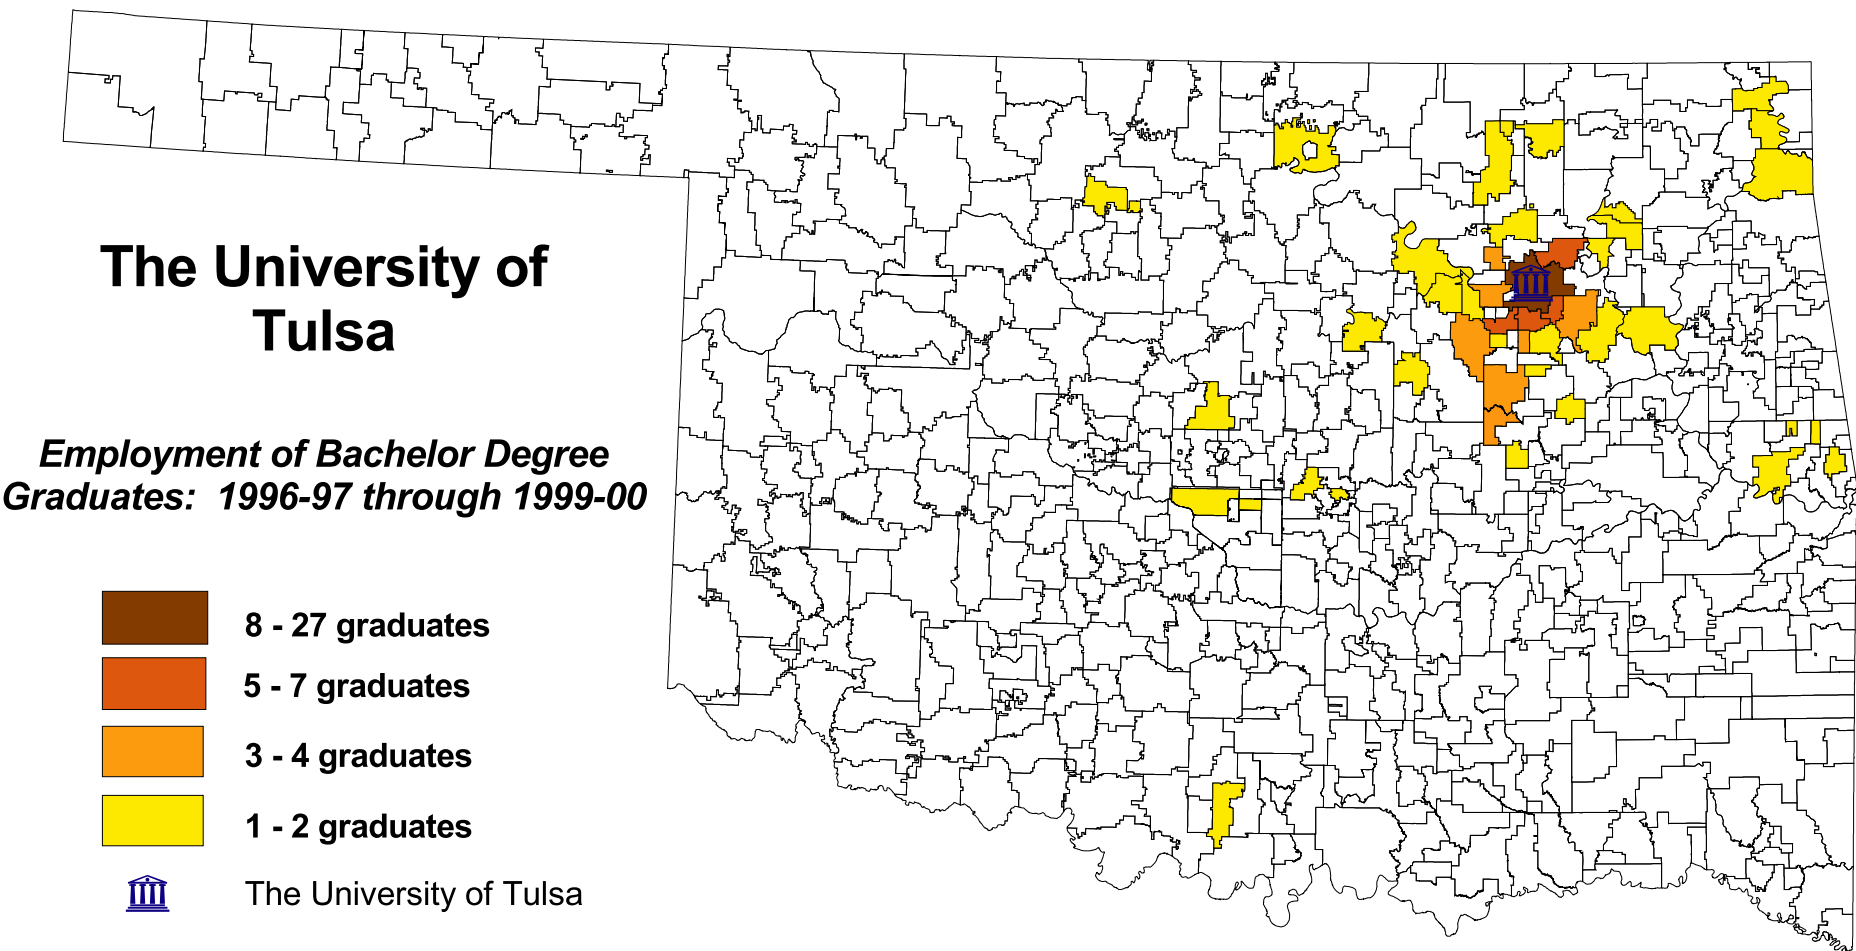 The University of
Tulsa
Employment of Bachelor Degree
Graduates:  1996-97 through 1999-00
8 - 27 graduates
5 - 7 graduates
3 - 4 graduates
1 - 2 graduates
The University of Tulsa